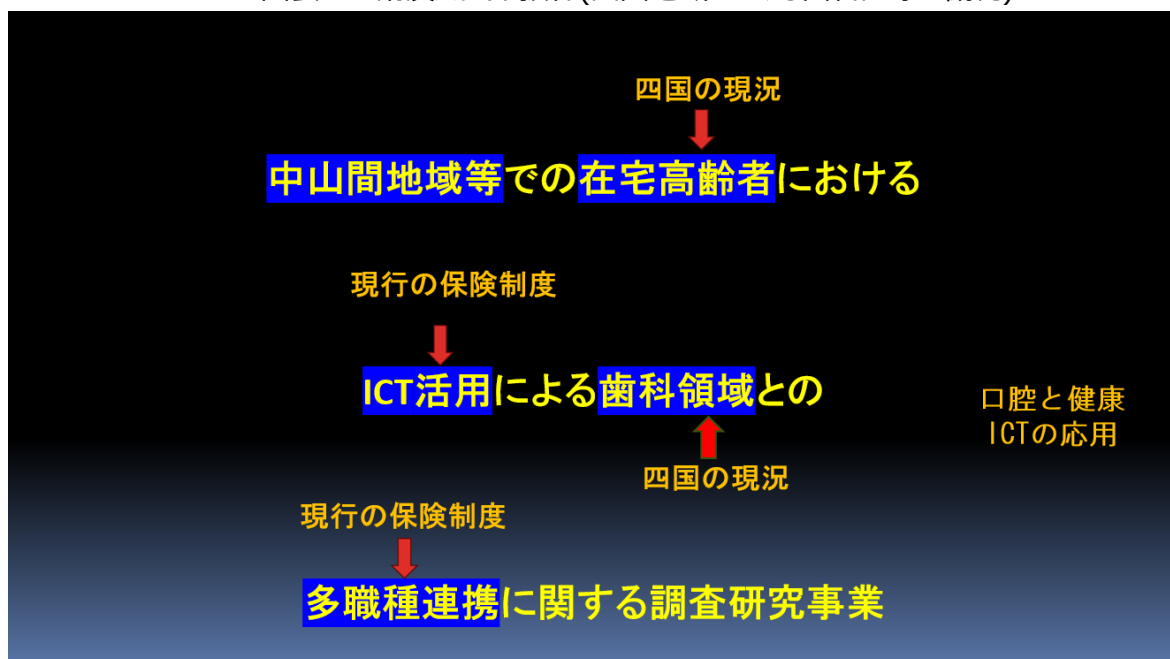 四国の現況
中山間地域等での在宅高齢者における
現行の保険制度
ICT活用による歯科領域との
口腔と健康
ICTの応用
四国の現況
現行の保険制度
多職種連携に関する調査研究事業